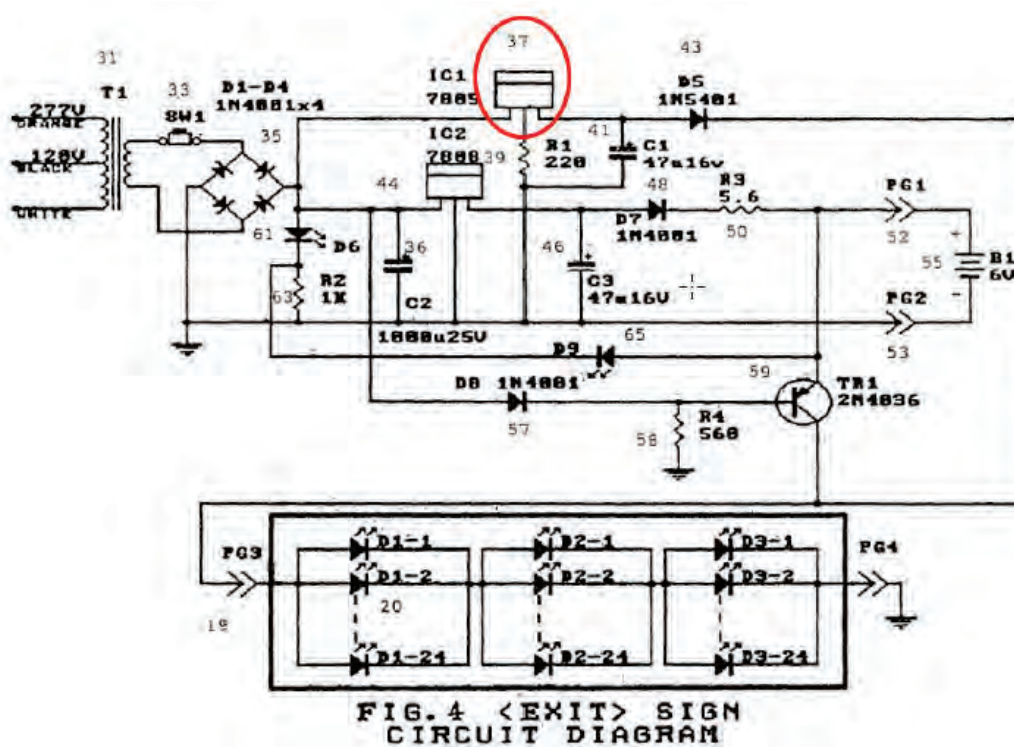 31
37
43
T1
33
D1-D4
1N4001x4
IC1
7805
D5
1N5401
277V
ORANGE
SW1
35
IC2
7808
39
R1
220
41
C1
47u16v
120V
BLACK
44
48
R3
5.6
PG1
WHITE
61
D6
36
46
D7
1N4001
50
52
55
+
B1
6V
-
63
R2
1K
C2
1000u25V
C3
47u16V
PG2
53
65
D9
D8 1N4001
57
59
TR1
2N4036
58
R4
560
PG3
19
D1-1
D2-1
D3-1
PG4
D1-2
D2-2
D3-2
20
D1-24
D2-24
D3-24
FIG.4 <EXIT> SIGN
CIRCUIT DIAGRAM